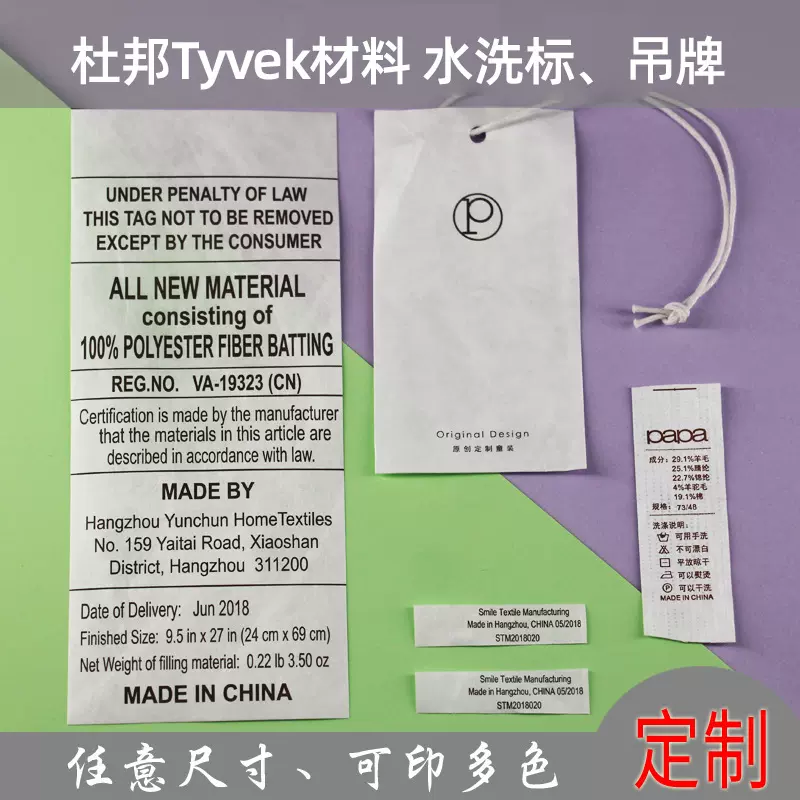 杜邦Tyvek材料 水洗标、吊牌
UNDER PENALTY OF LAW
THIS TAG NOT TO BE REMOVED
EXCEPT BY THE CONSUMER
ALL NEW MATERIAL
consisting of
100% POLYESTER FIBER BATTING
REG.NO. VA-19323 (CN)
Certification is made by the manufacturer
that the materials in this article are
described in accordance with law.
MADE BY
Hangzhou Yunchun HomeTextiles
No. 159 Yaitai Road, Xiaoshan
District, Hangzhou 311200
Date of Delivery: Jun 2018
Finished Size: 9.5 in x 27 in (24 cm x 69 cm)
Net Weight of filling material: 0.22 lb 3.50 oz
MADE IN CHINA
p
Original Design
原创定制童装
papa
成分：29.1%羊毛
25.1%腈纶
22.7%锦纶
4%羊驼毛
19.1%棉
规格：73/48
洗涤说明：
可用手洗
不可漂白
平放晾干
可以熨烫
P 可以干洗
MADE IN CHINA
Smile Textile Manufacturing
Made in Hangzhou, CHINA 05/2018
STM2018020
Smile Textile Manufacturing
Made in Hangzhou, CHINA 05/2018
STM2018020
任意尺寸、可印多色
定制